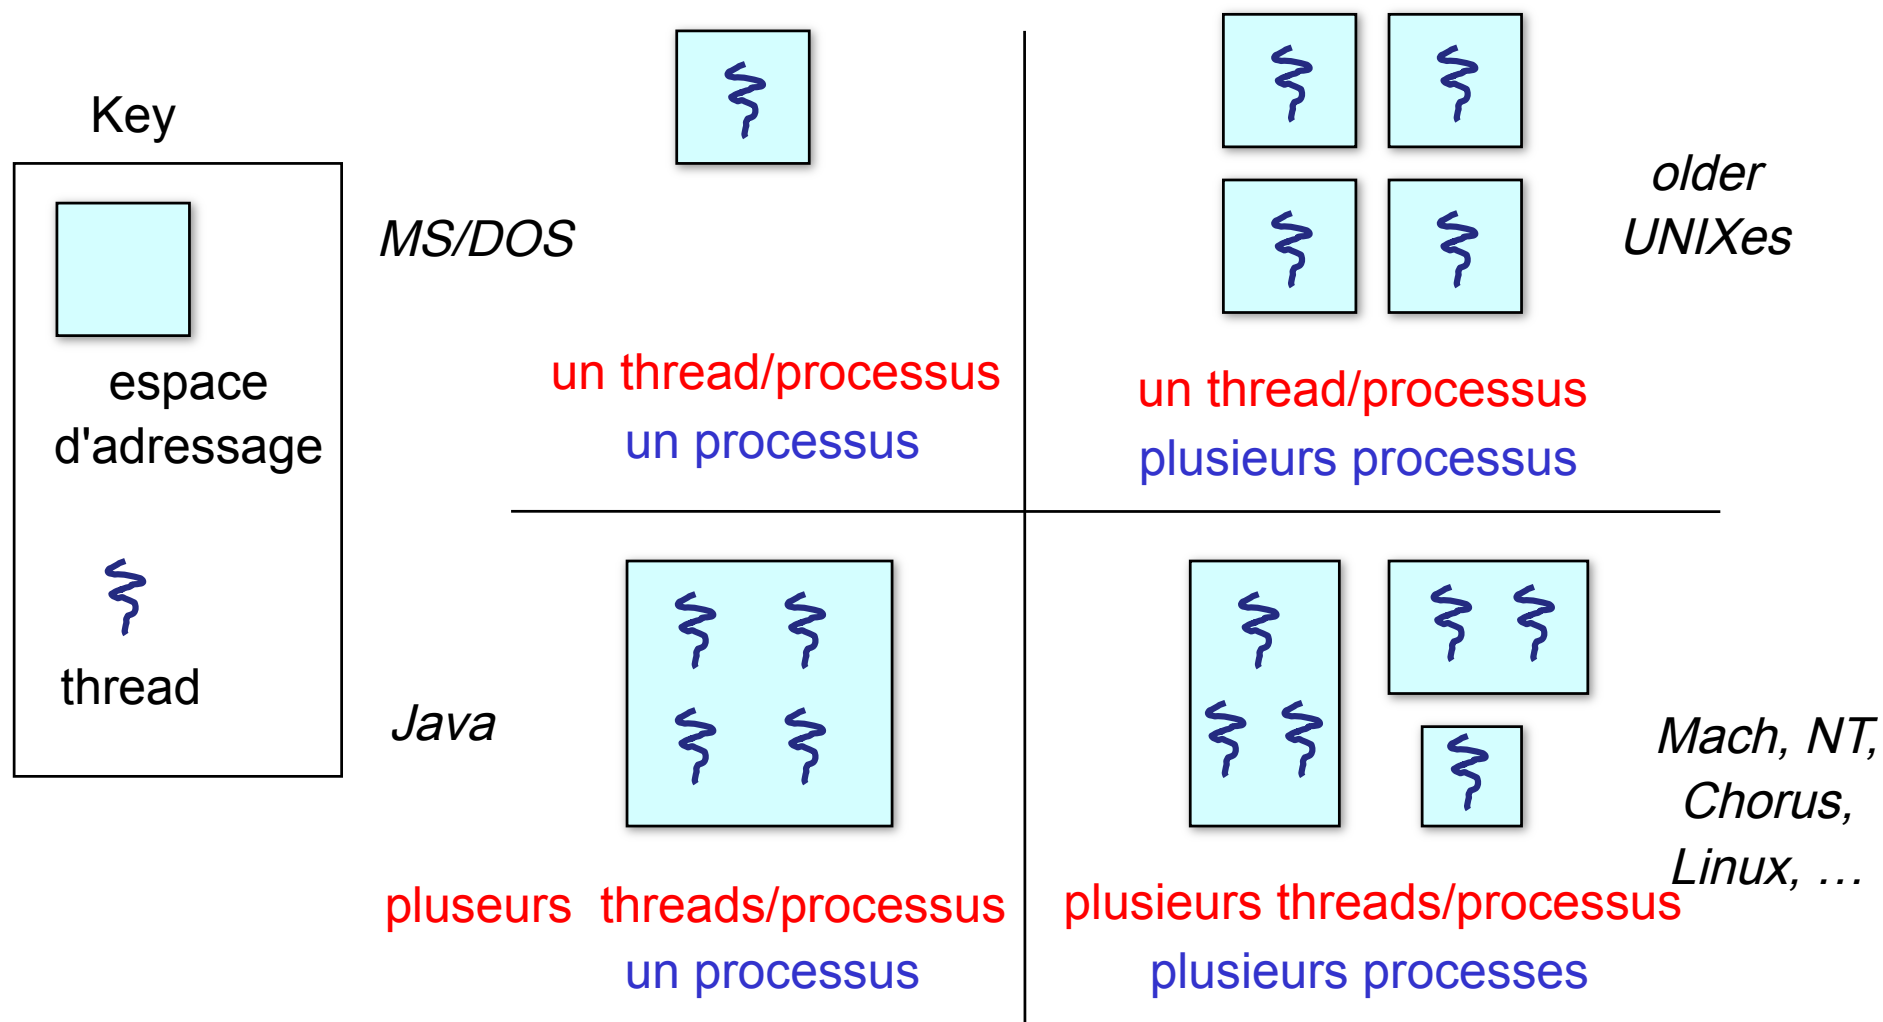 Key
espace
d'adressage
thread
MS/DOS
un thread/processus
un processus
older
UNIXes
un thread/processus
plusieurs processus
Java
pluseurs threads/processus
un processus
Mach, NT,
Chorus,
Linux, …
plusieurs threads/processus
plusieurs processes